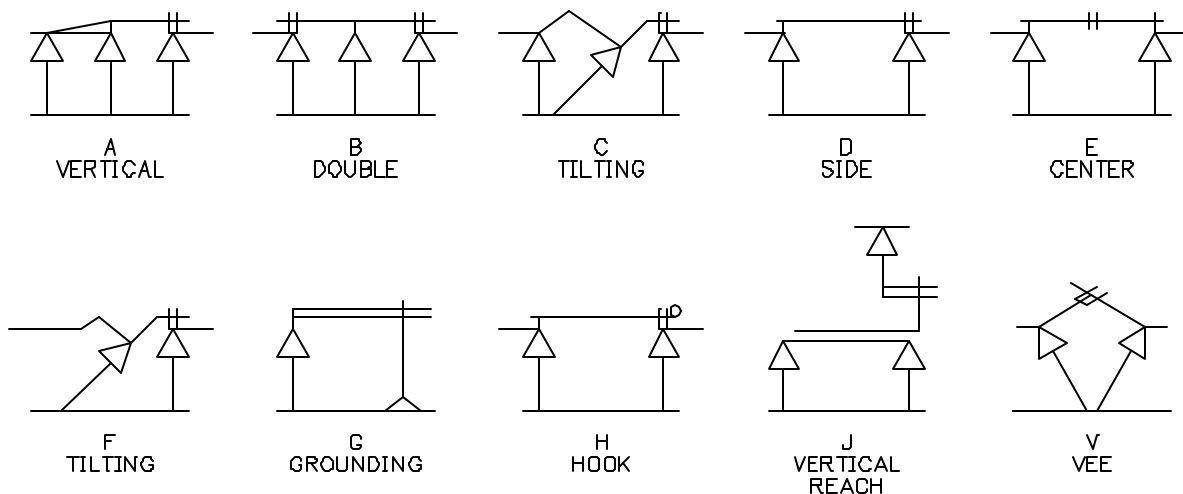 A
VERTICAL
B
DOUBLE
C
TILTING
D
SIDE
E
CENTER
F
TILTING
G
GROUNDING
H
HOOK
J
VERTICAL
REACH
V
VEE